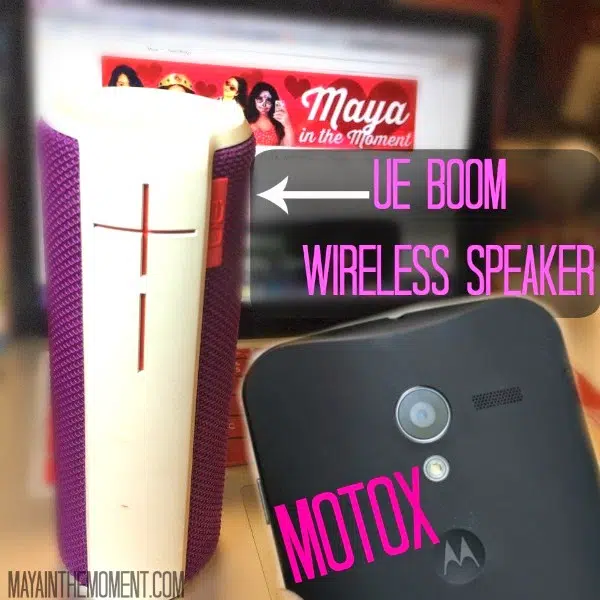 Maya
in the Moment
UE BOOM
WIRELESS SPEAKER
MOTOX
MAYAINTHEMOMENT.COM